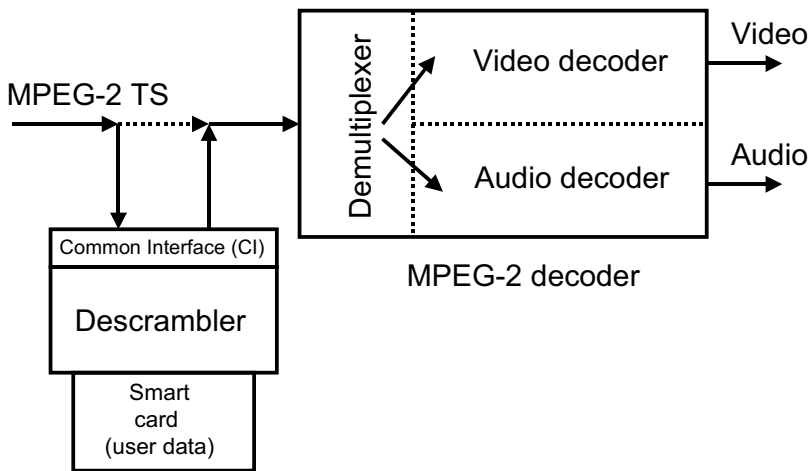 MPEG-2 TS
Common Interface (CI)
Descrambler
Smart
card
(user data)
Demultiplexer
Video decoder
Audio decoder
MPEG-2 decoder
Video
Audio